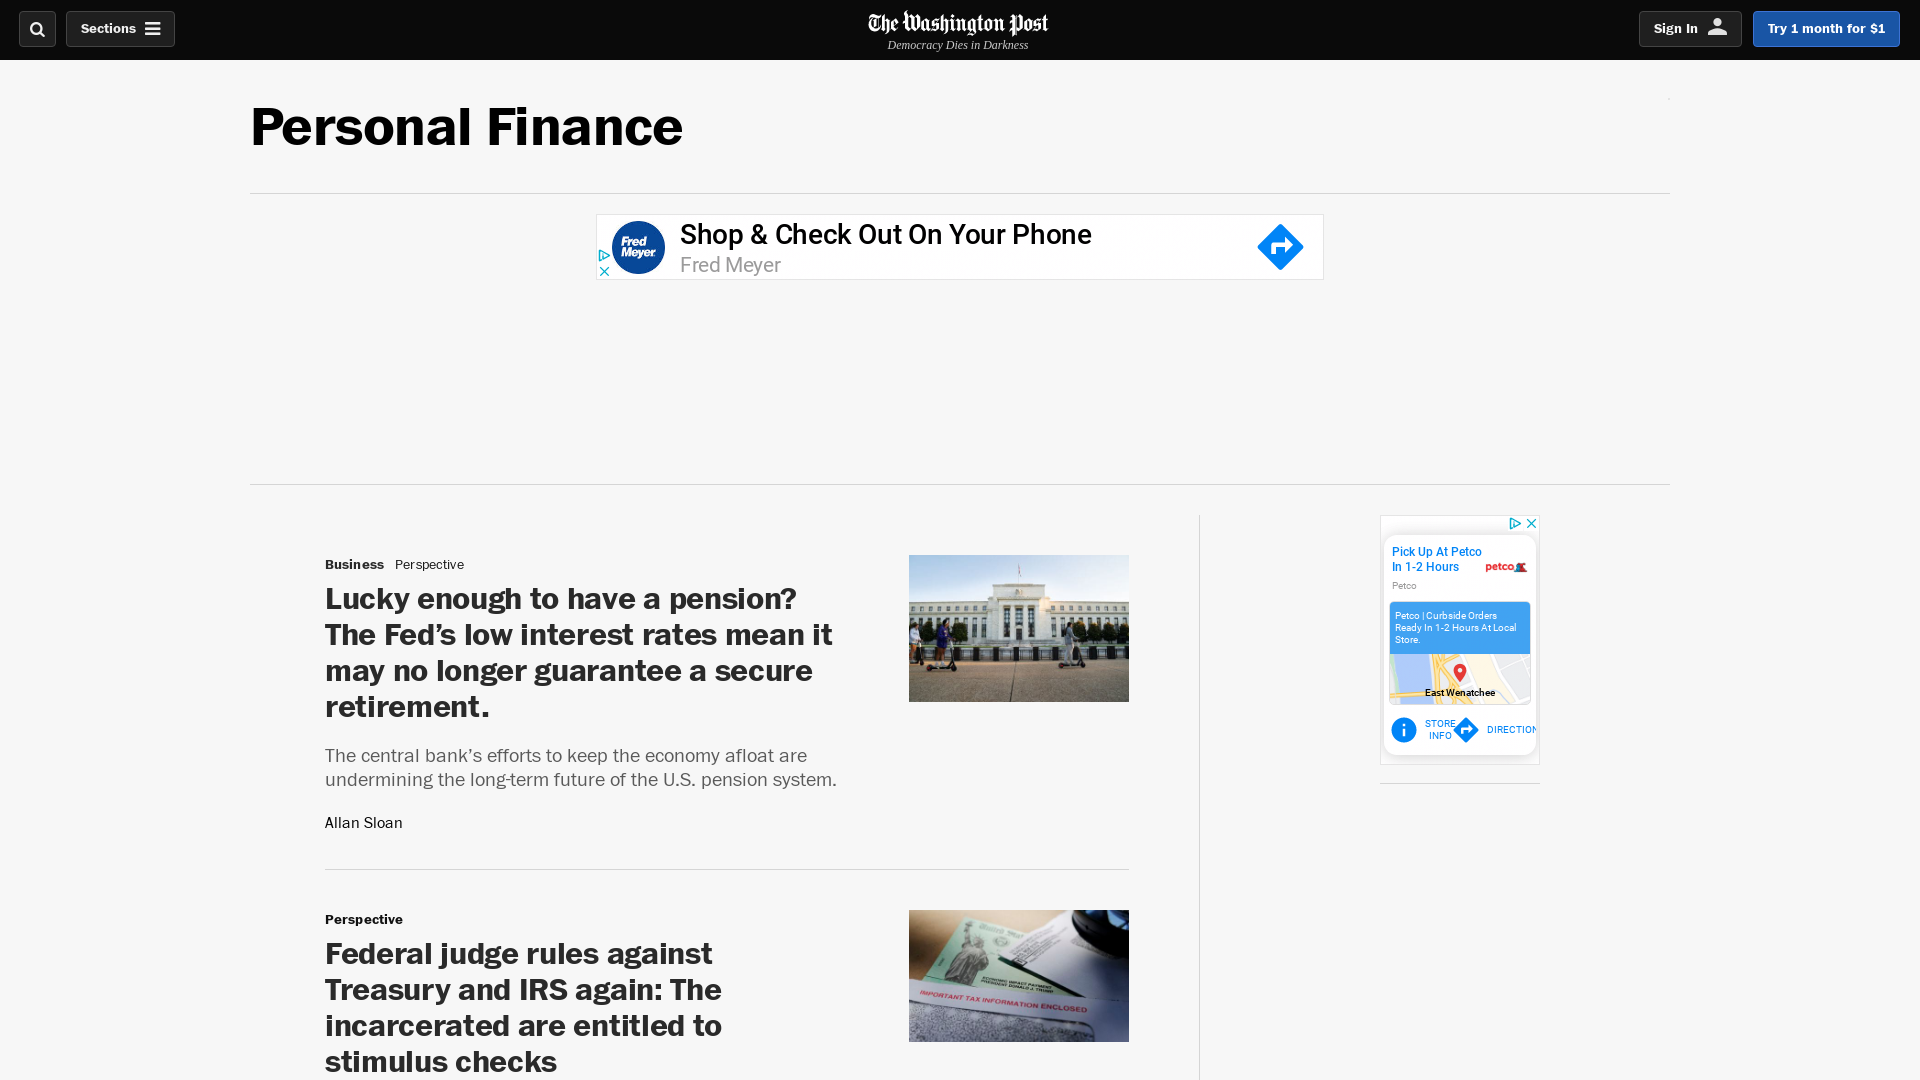 Sections
The Washington Post
Democracy Dies in Darkness
Sign In
Try 1 month for $1
Personal Finance
Fred Meyer
Shop & Check Out On Your Phone
Fred Meyer
Business Perspective
Lucky enough to have a pension?
The Fed’s low interest rates mean it
may no longer guarantee a secure
retirement.
The central bank’s efforts to keep the economy afloat are
undermining the long-term future of the U.S. pension system.
Allan Sloan
Pick Up At Petco
In 1-2 Hours
petco
Petco
Petco | Curbside Orders
Ready In 1-2 Hours At Local
Store.
East Wenatchee
STORE
INFO
DIRECTION
Perspective
Federal judge rules against
Treasury and IRS again: The
incarcerated are entitled to
stimulus checks
ECONOMIC IMPACT PAYMENT
PRESIDENT DONALD J. TRUMP
IMPORTANT TAX INFORMATION ENCLOSED